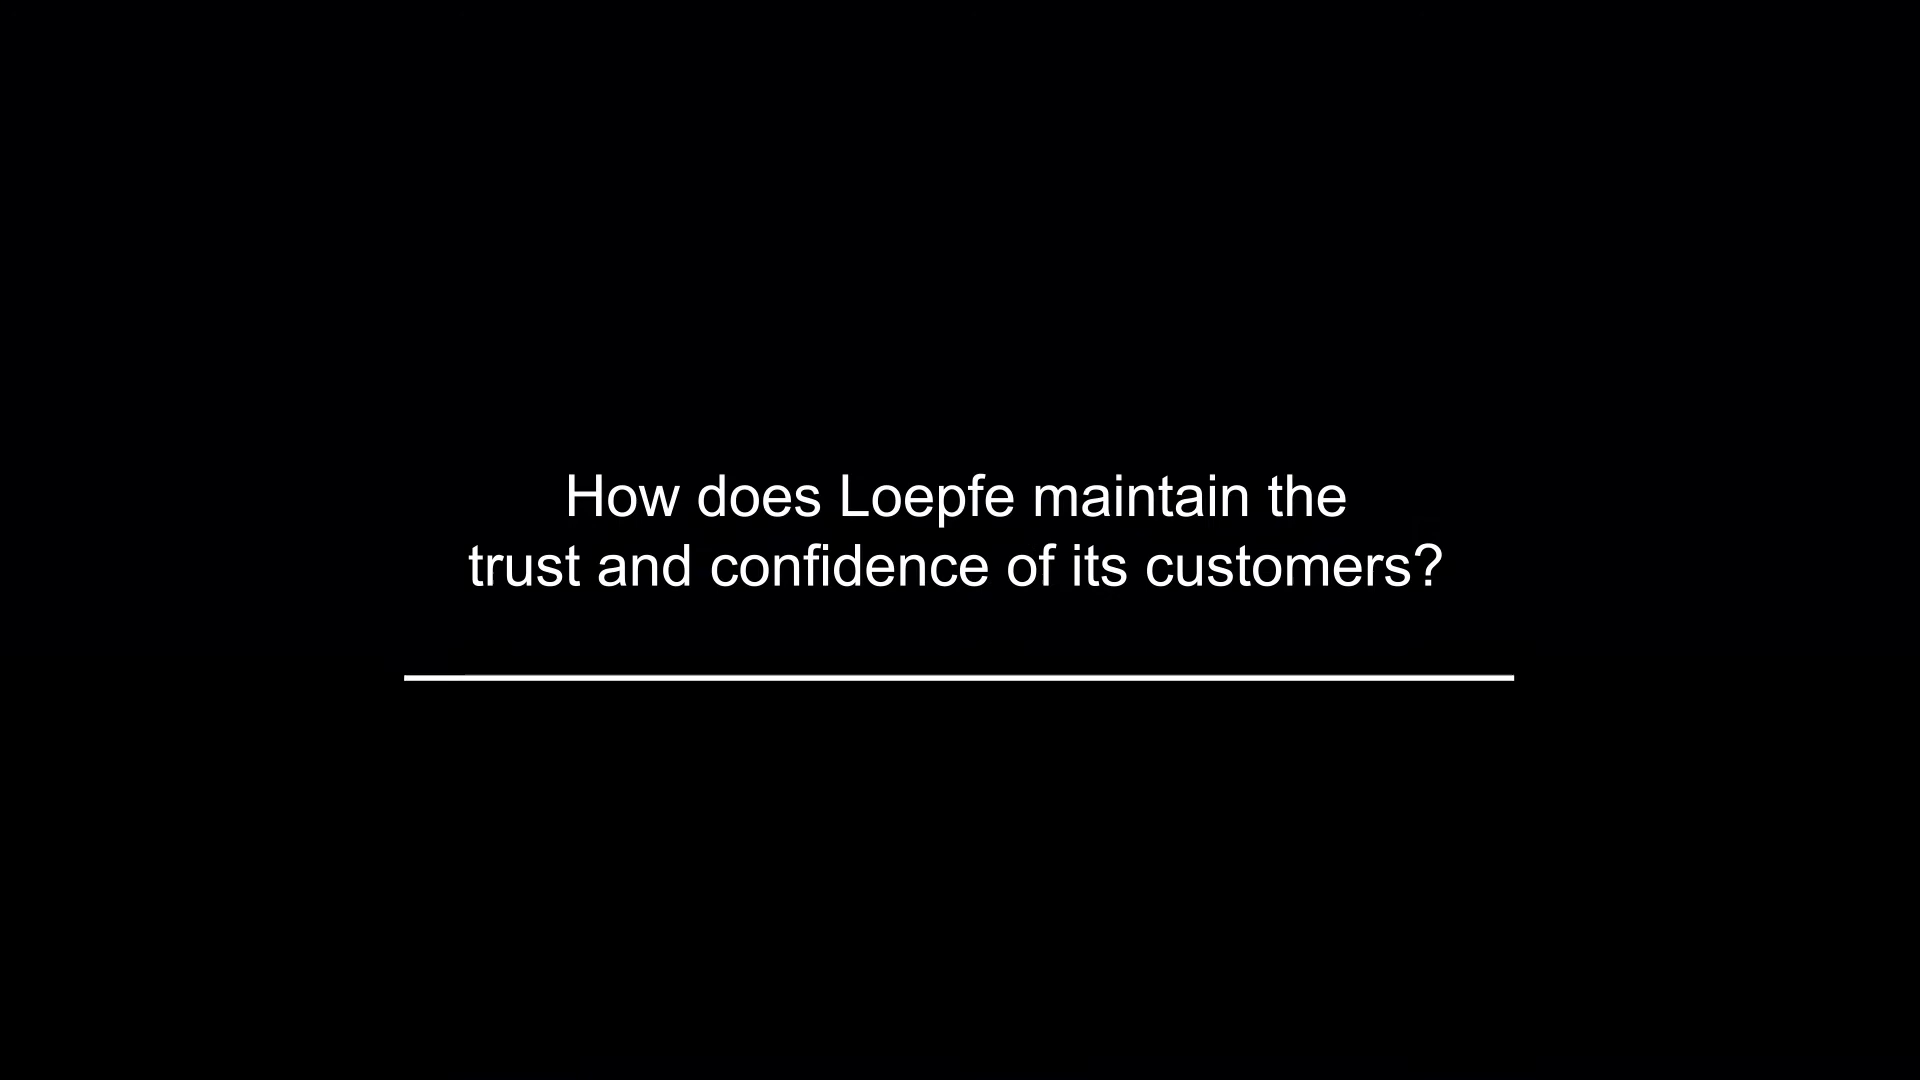 How does Loepfe maintain the
trust and confidence of its customers?